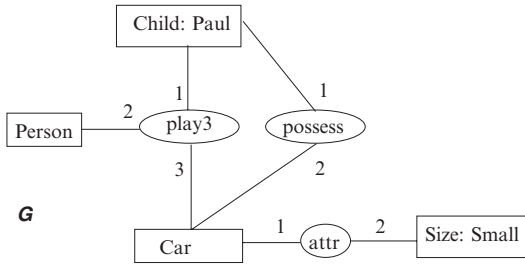 Child: Paul
1
1
2
Person
play3
possess
3
2
G
Car
1
attr
2
Size: Small